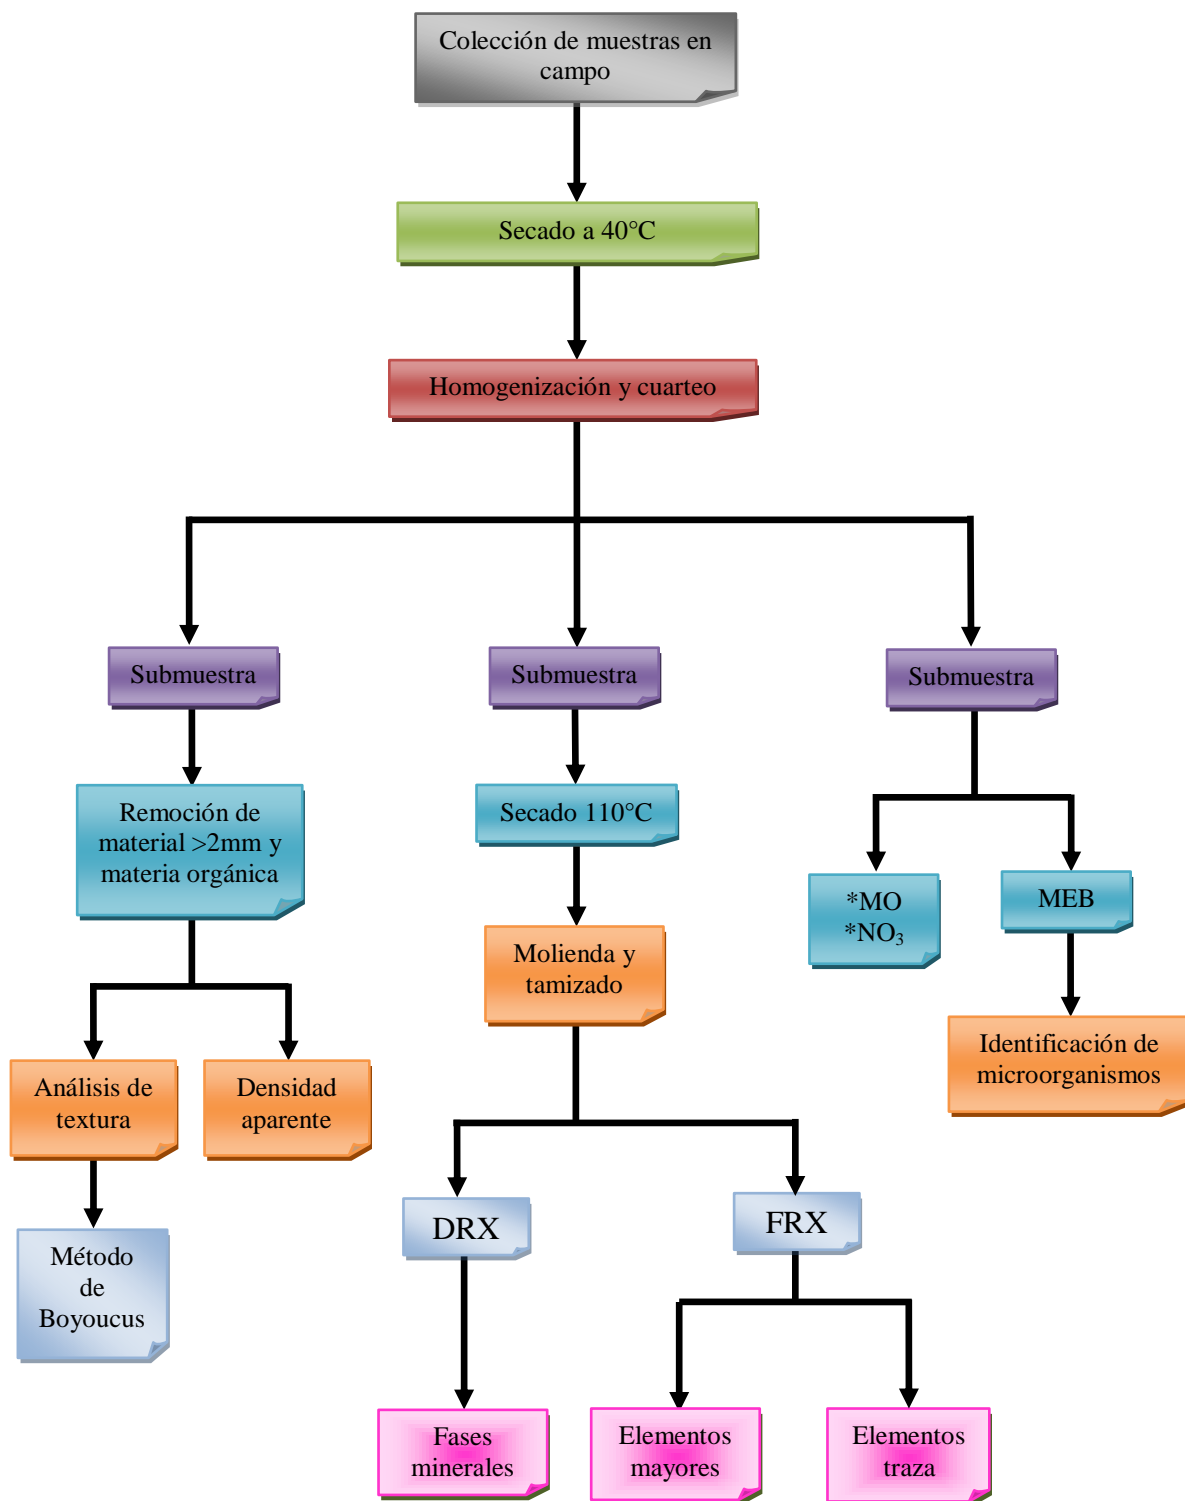 Colección de muestras en
campo
Secado a 40°C
Homogenización y cuarteo
Submuestra
Submuestra
Submuestra
Remoción de
material >2mm y
materia orgánica
Secado 110°C
*MO
*NO₃
MEB
Molienda y
tamizado
Identificación de
microorganismos
Análisis de
textura
Densidad
aparente
DRX
FRX
Método
de
Boyoucus
Fases
minerales
Elementos
mayores
Elementos
traza